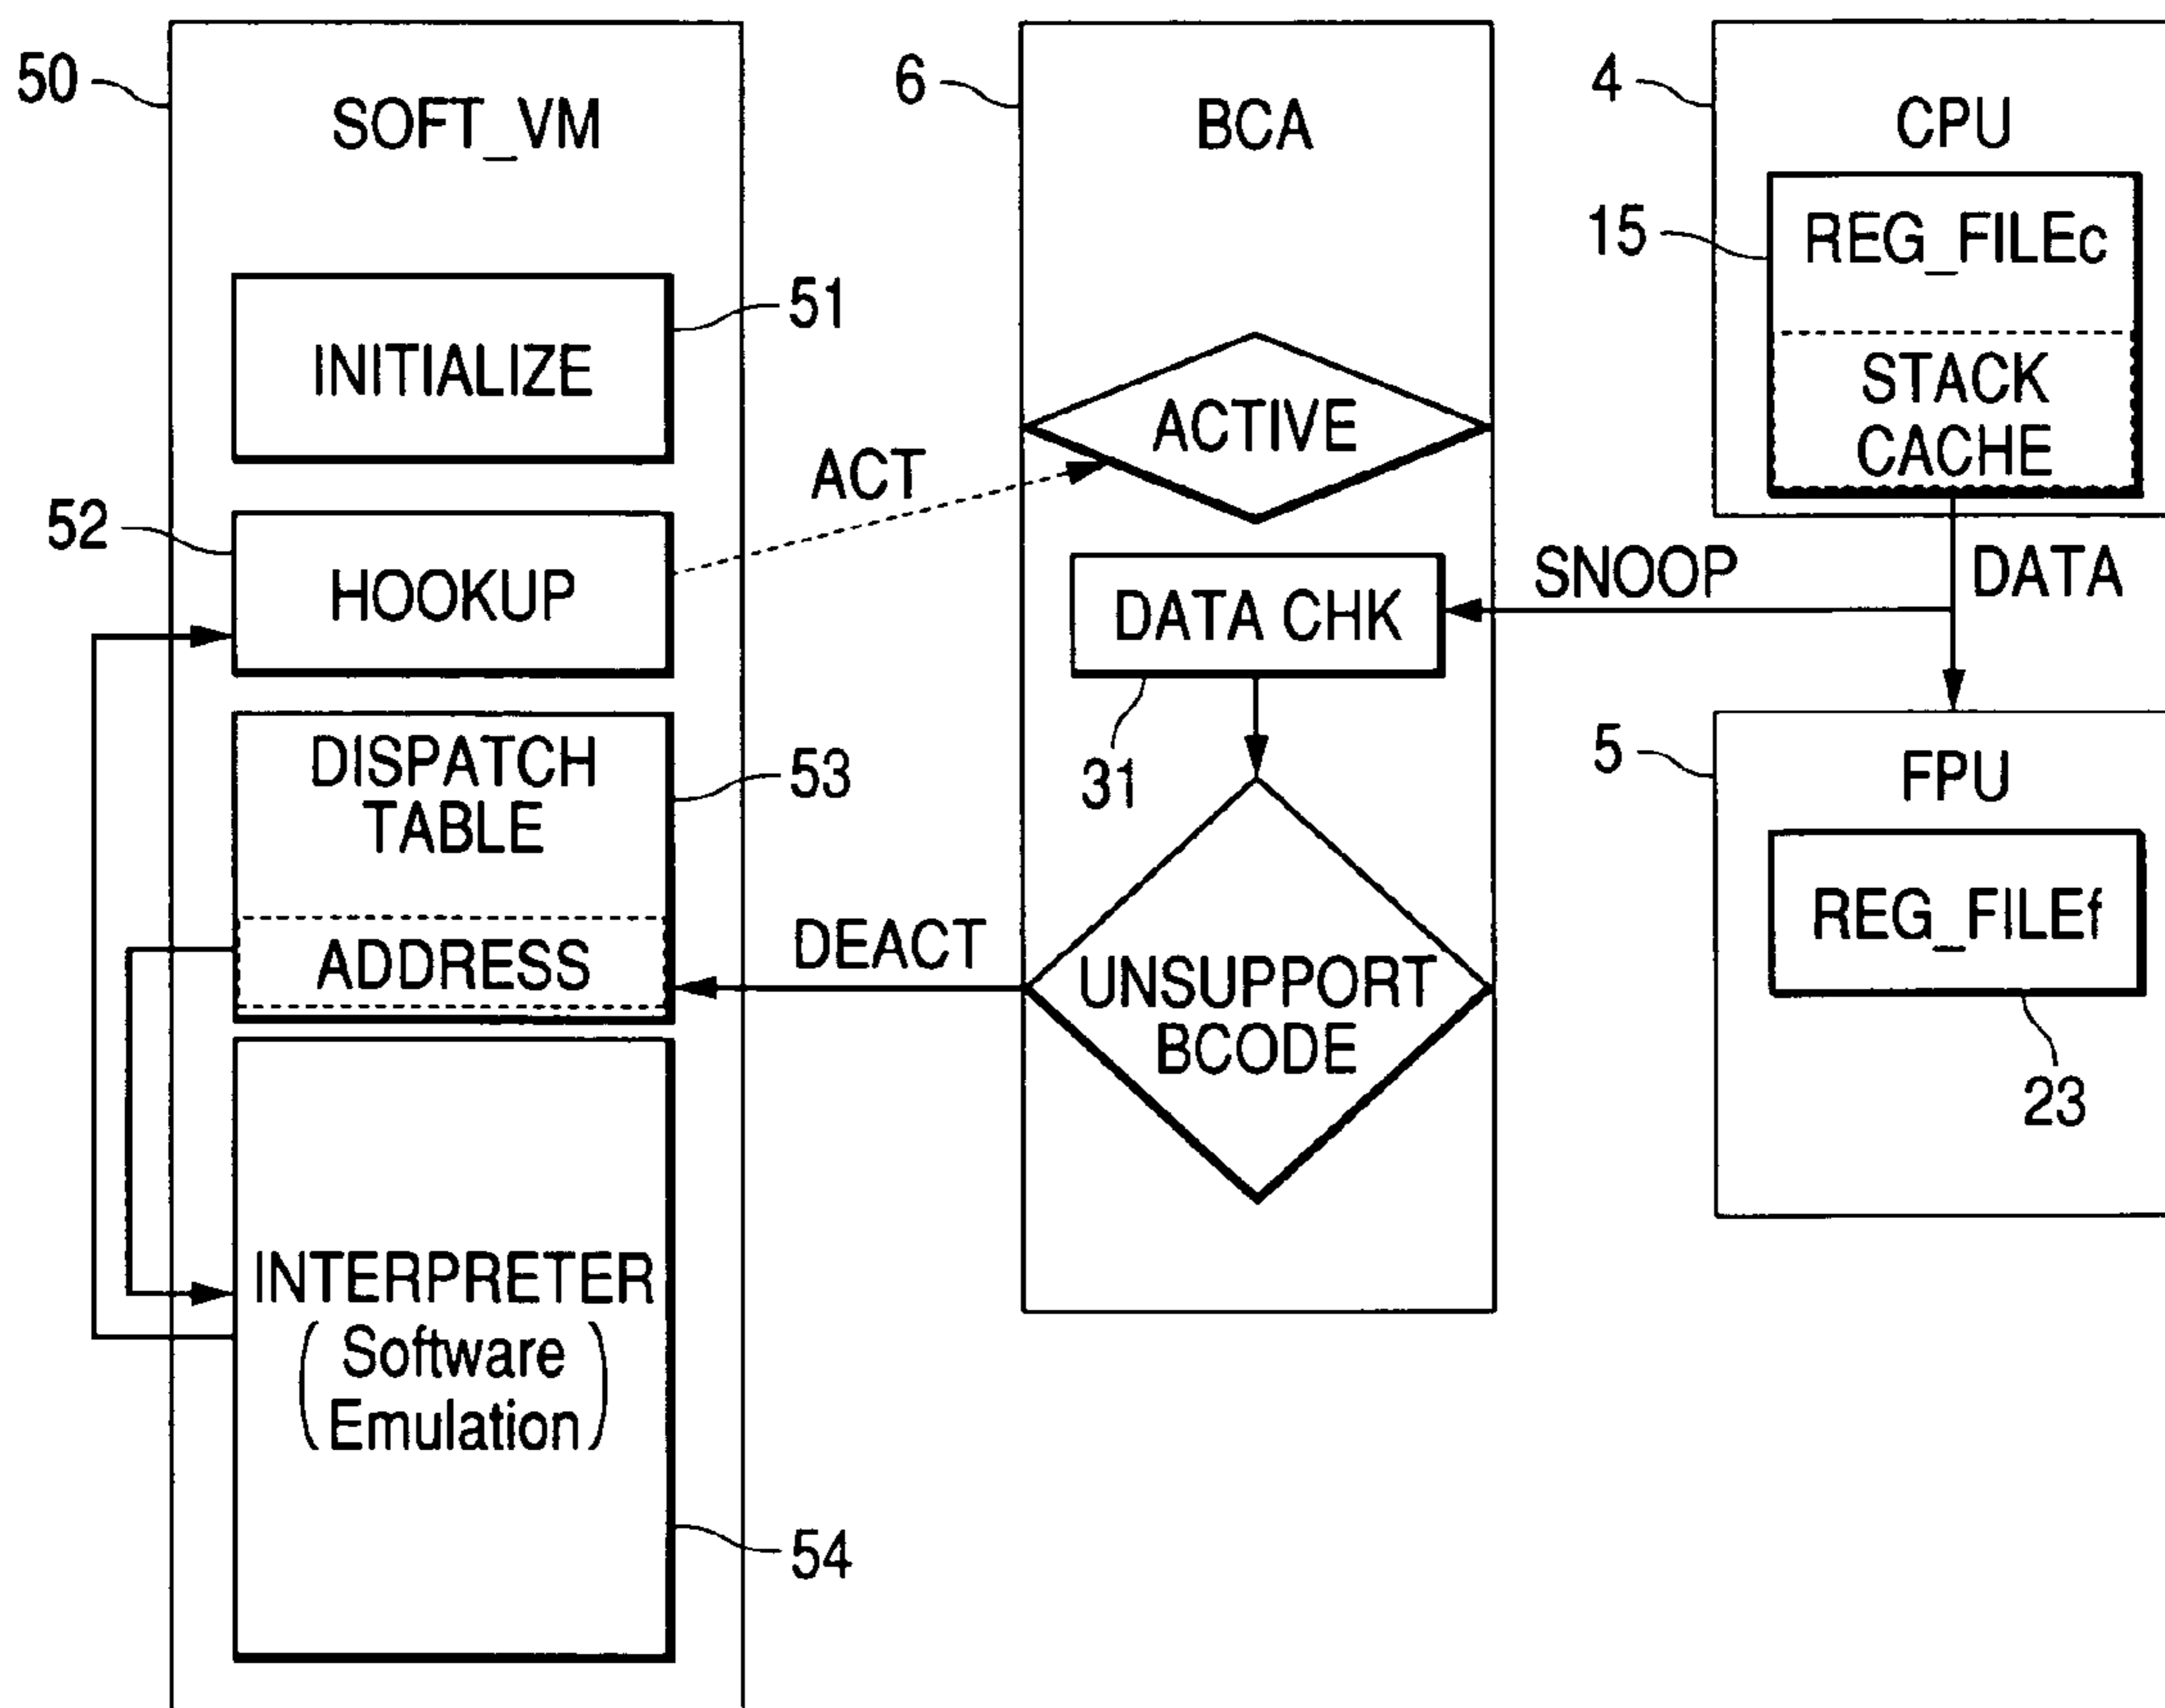 50
SOFT_VM
INITIALIZE
51
52
HOOKUP
ACT
DISPATCH
TABLE
53
ADDRESS
DEACT
INTERPRETER
(Software
Emulation)
54
6
BCA
ACTIVE
DATA CHK
31
UNSUPPORT
BCODE
SNOOP
DATA
4
CPU
15
REG_FILEc
STACK
CACHE
5
FPU
REG_FILEf
23